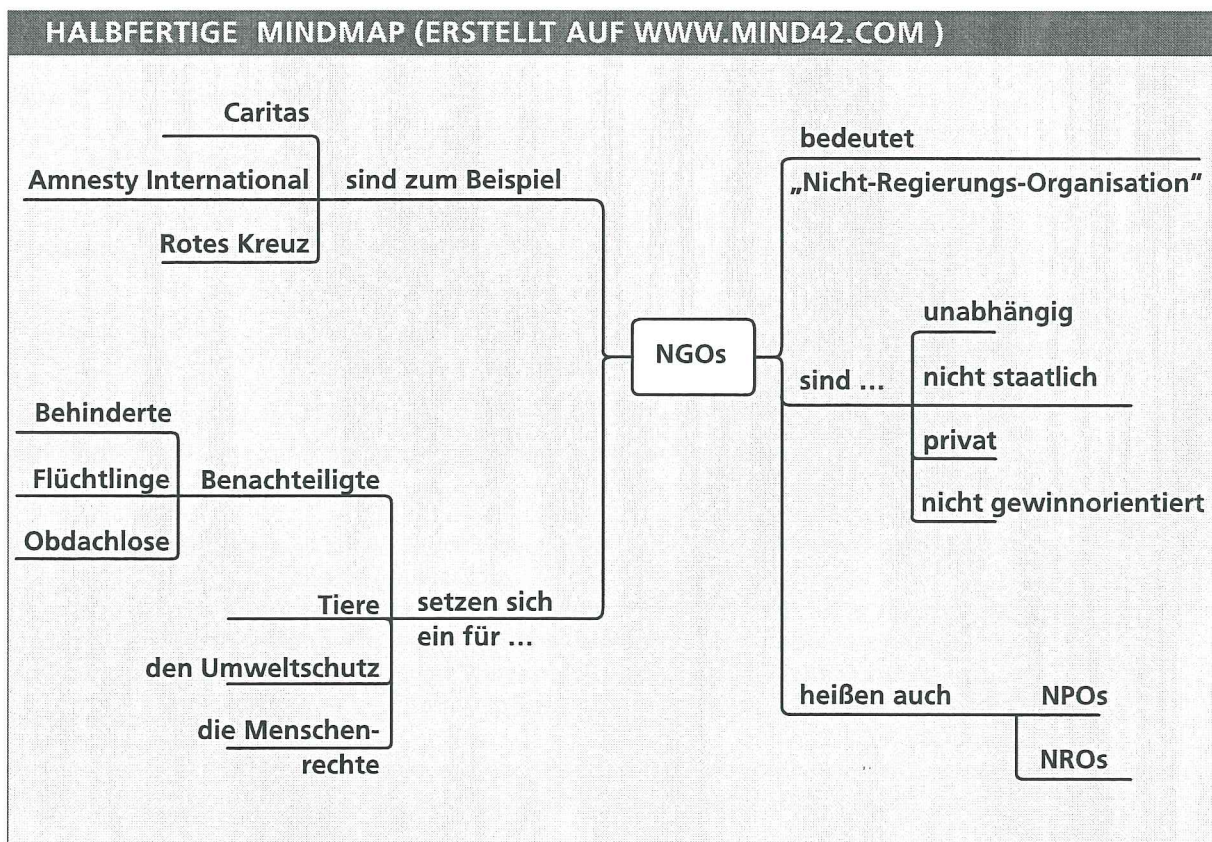 HALBFERTIGE MINDMAP (ERSTELLT AUF WWW.MIND42.COM )
Caritas
Amnesty International
Rotes Kreuz
sind zum Beispiel
Behinderte
Flüchtlinge
Obdachlose
Benachteiligte
Tiere
den Umweltschutz
die Menschen-
rechte
setzen sich
ein für ...
NGOs
bedeutet
„Nicht-Regierungs-Organisation“
sind ...
unabhängig
nicht staatlich
privat
nicht gewinnorientiert
heißen auch
NPOs
NROs